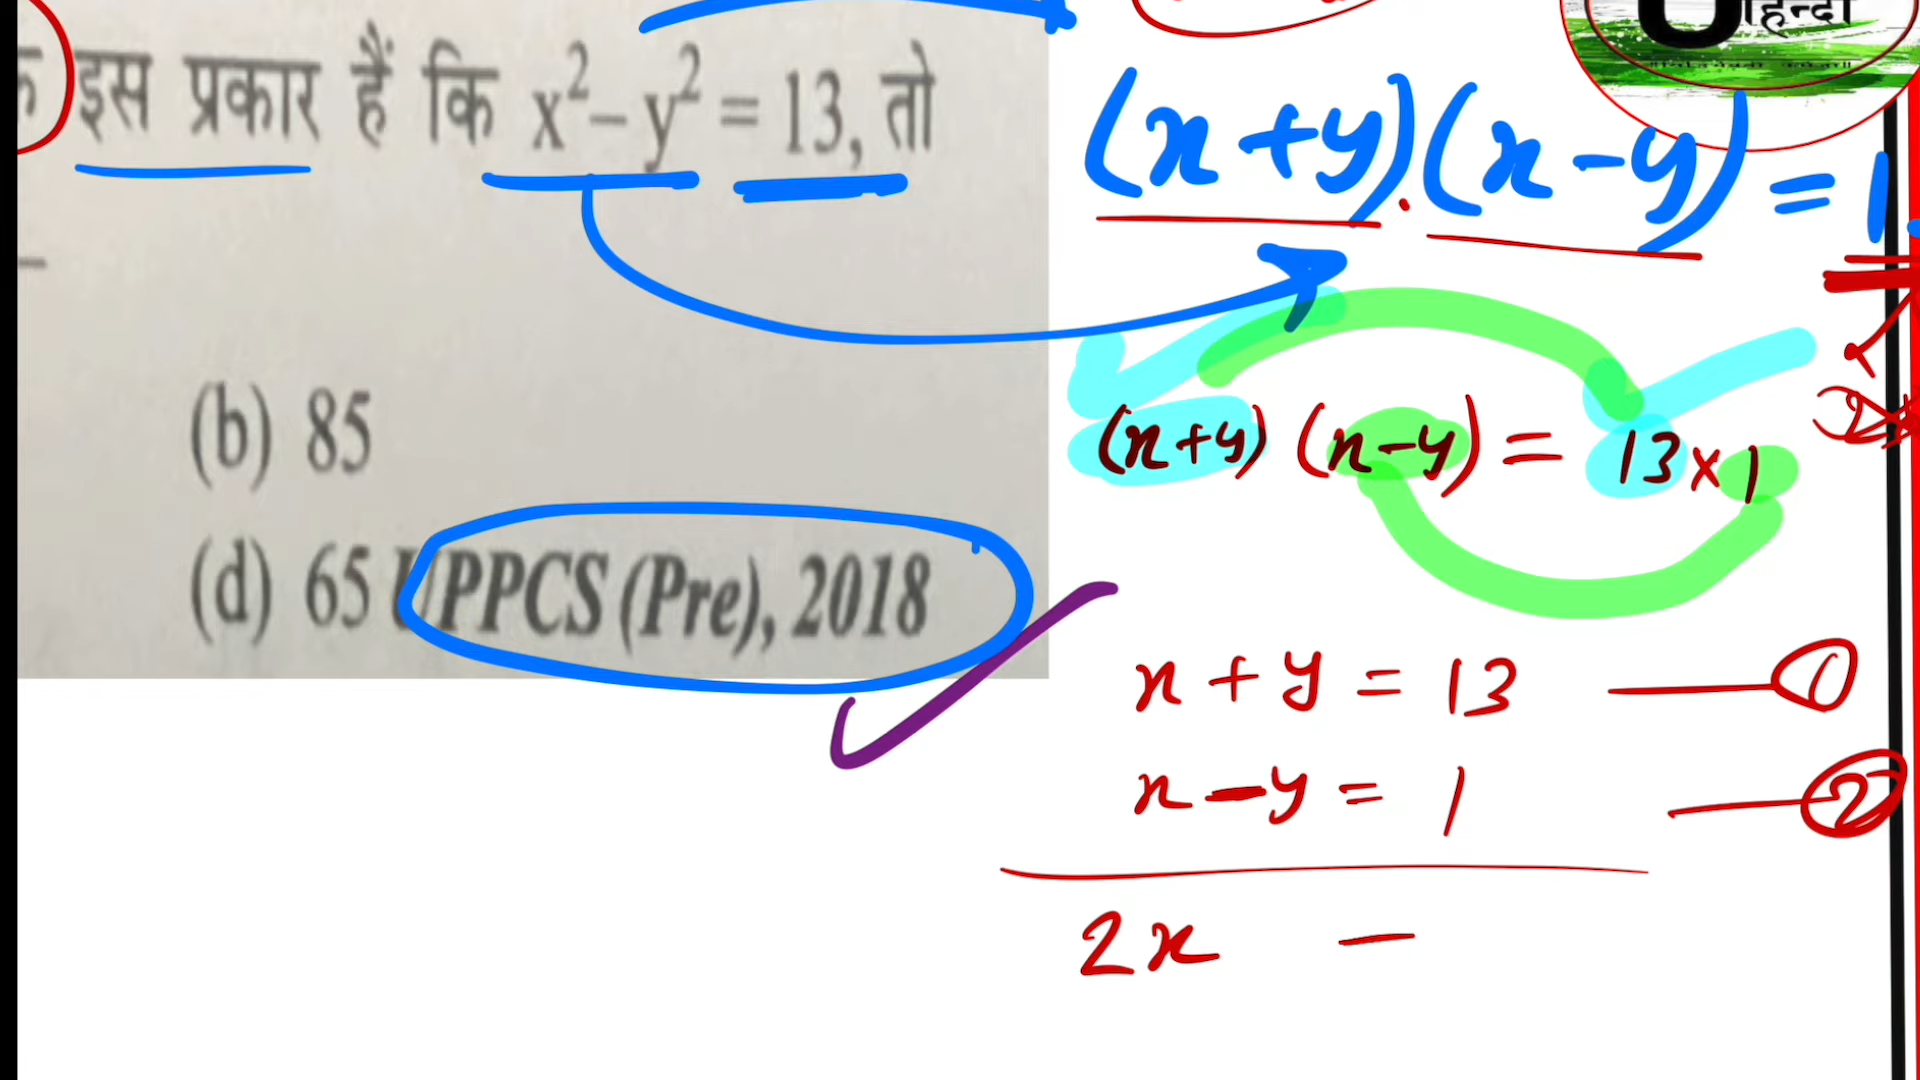 हिन्दी
इस प्रकार हैं कि x² – y² = 13, तो
(x+y).(x-y) = 1
(b) 85
(x+y) (x-y) = 13 × 1
(d) 65 UPPCS (Pre), 2018
x + y = 13 — 1
x - y = 1 — 2
2x –